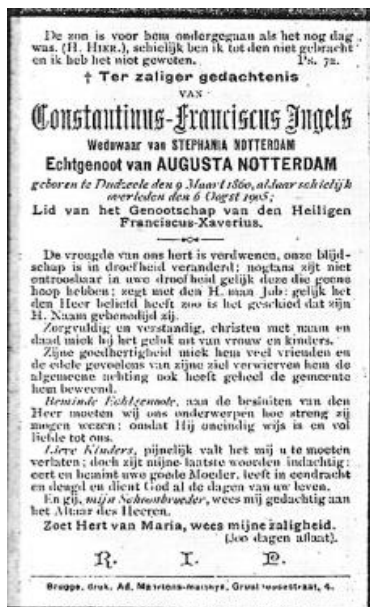 De zon is voor hem ondergegaan als het nog dag
was. (H. HIER.), schielijk ben ik tot den niet gebracht
en ik heb het niet geweten. Ps. 72.
† Ter zaliger gedachtenis
VAN
Constantinus-Franciscus Ingels
Weduwaar van STEPHANIA NOTTERDAM
Echtgenoot van AUGUSTA NOTTERDAM
geboren te Dudzeele den 9 Maart 1860, aldaar schielijk
overleden den 6 Oogst 1905;
Lid van het Genootschap van den Heiligen
Franciscus-Xaverius.
De vreugde van ons hert is verdwenen, onze blijd-
schap is in droefheid veranderd; nogtans zijt niet
ontroosbaar in uwe droefheid gelijk deze die geene
hoop hebben; zegt met den H. man Job: gelijk het
den Heer beliefd heeft zoo is het geschied dat zijn
H. Naam gebenedijd zij.
Zorgvuldig en verstandig, christen met naam en
daad miek hij het geluk uit van vrouw en kinders.
Zijne goedhertigheid miek hem veel vrienden en
de edele gevoelens van zijne ziel verwierven hem de
algemeene achting ook heeft geheel de gemeente
hem beweend.
Beminde Echtgenoote, aan de besluiten van den
Heer moeten wij ons onderwerpen hoe streng zij
mogen wezen: omdat Hij oneindig wijs is en vol
liefde tot ons.
Lieve Kinders, pijnelijk valt het mij u te moeten
verlaten; doch zijt mijne laatste woorden indachtig:
eert en bemint uwe goede Moeder, leeft in eendracht
en deugd en dient God al de dagen van uw leven.
En gij, mijn Schoonbroeder, wees mij gedachtig aan
het Altaar des Heeren.
Zoet Hert van Maria, wees mijne zaligheid.
(300 dagen aflaat).
R. I. P.
Brugge, druk. Ad. Gruuthusestraat, 4.